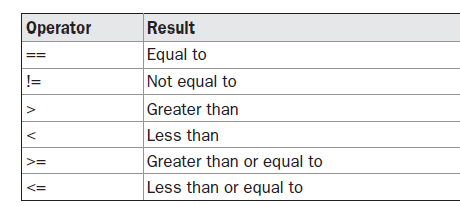 Operator Result
== Equal to
!= Not equal to
> Greater than
< Less than
>= Greater than or equal to
<= Less than or equal to